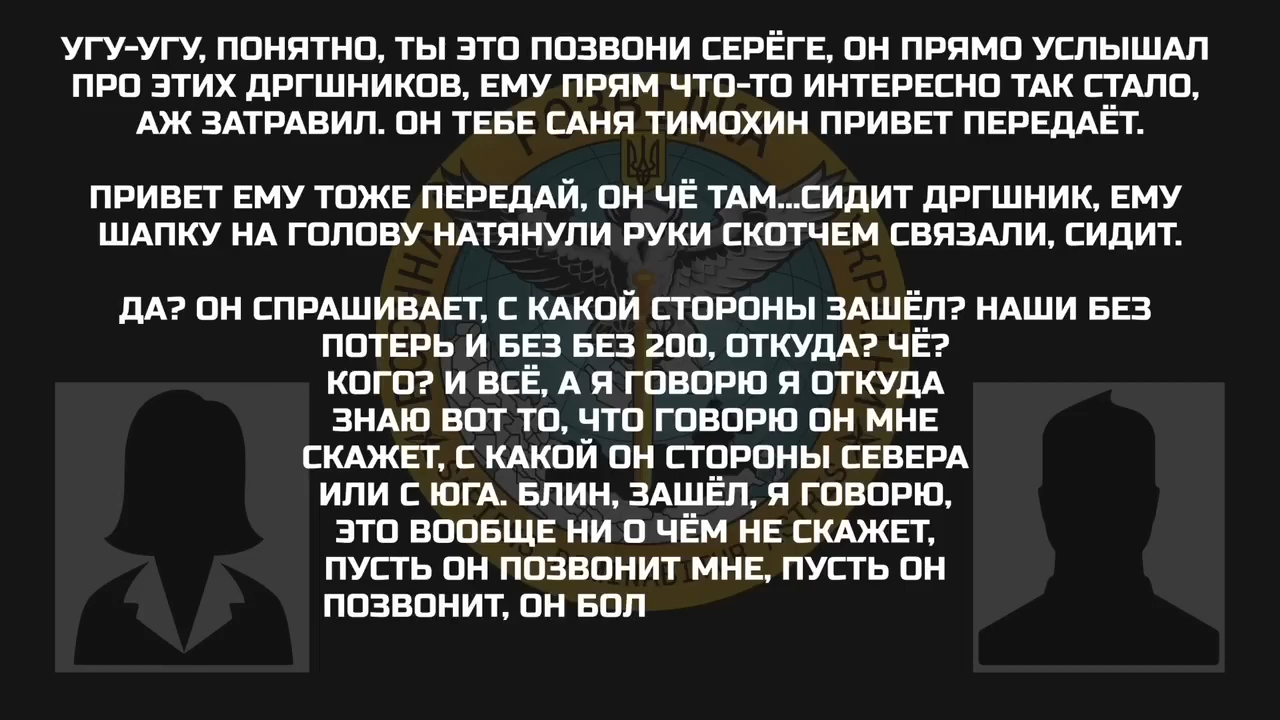 УГУ-УГУ, ПОНЯТНО, ТЫ ЭТО ПОЗВОНИ СЕРЁГЕ, ОН ПРЯМО УСЛЫШАЛ
ПРО ЭТИХ ДРГШНИКОВ, ЕМУ ПРЯМ ЧТО-ТО ИНТЕРЕСНО ТАК СТАЛО,
АЖ ЗАТРАВИЛ. ОН ТЕБЕ САНЯ ТИМОХИН ПРИВЕТ ПЕРЕДАЁТ.
ПРИВЕТ ЕМУ ТОЖЕ ПЕРЕДАЙ, ОН ЧЁ ТАМ...СИДИТ ДРГШНИК, ЕМУ
ШАПКУ НА ГОЛОВУ НАТЯНУЛИ РУКИ СКОТЧЕМ СВЯЗАЛИ, СИДИТ.
ДА? ОН СПРАШИВАЕТ, С КАКОЙ СТОРОНЫ ЗАШЁЛ? НАШИ БЕЗ
ПОТЕРЬ И БЕЗ БЕЗ 200, ОТКУДА? ЧЁ?
КОГО? И ВСЁ, А Я ГОВОРЮ Я ОТКУДА
ЗНАЮ ВОТ ТО, ЧТО ГОВОРЮ ОН МНЕ
СКАЖЕТ, С КАКОЙ ОН СТОРОНЫ СЕВЕРА
ИЛИ С ЮГА. БЛИН, ЗАШЁЛ, Я ГОВОРЮ,
ЭТО ВООБЩЕ НИ О ЧЁМ НЕ СКАЖЕТ,
ПУСТЬ ОН ПОЗВОНИТ МНЕ, ПУСТЬ ОН
ПОЗВОНИТ, ОН БОЛ